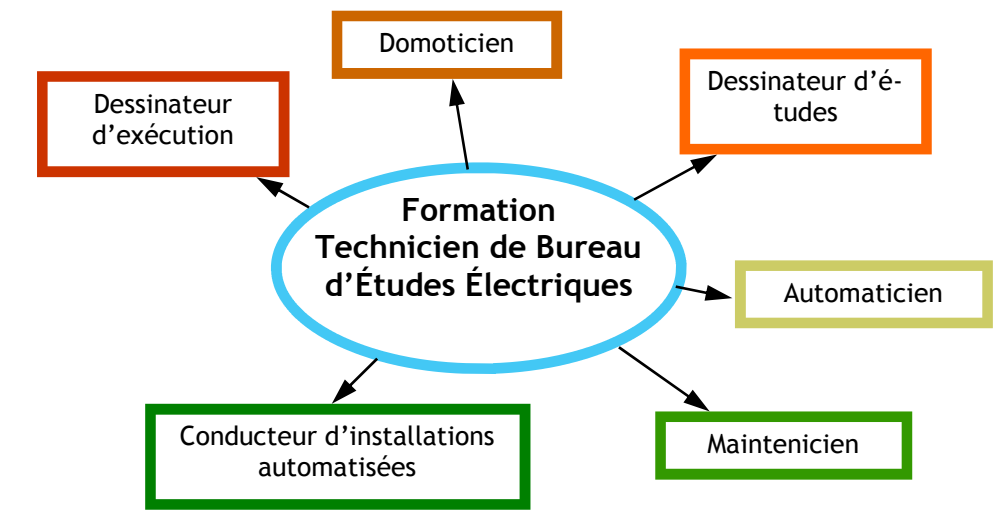 Domoticien
Dessinateur d’é-
tudes
Dessinateur
d’exécution
Formation
Technicien de Bureau
d’Études Électriques
Automaticien
Conducteur d’installations
automatisées
Maintenicien